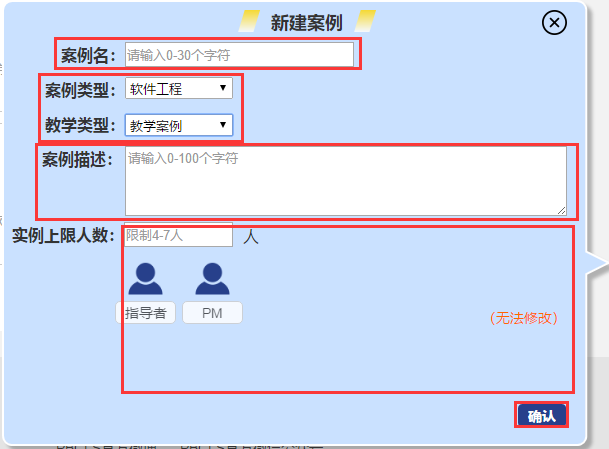 新建案例
案例名： 请输入0-30个字符
案例类型： 软件工程
教学类型： 教学案例
案例描述： 请输入0-100个字符
实例上限人数： 限制4-7人 人
指导者 PM
（无法修改）
确认